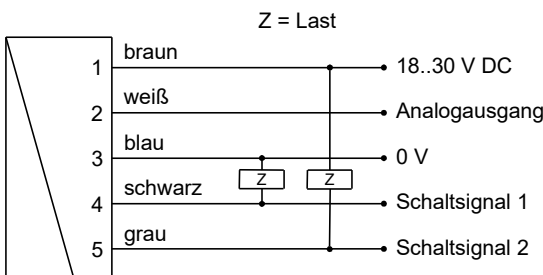 Z = Last
braun
1 18..30 V DC
weiß
2 Analogausgang
blau
3 0 V
Z Z
schwarz
4 Schaltsignal 1
grau
5 Schaltsignal 2